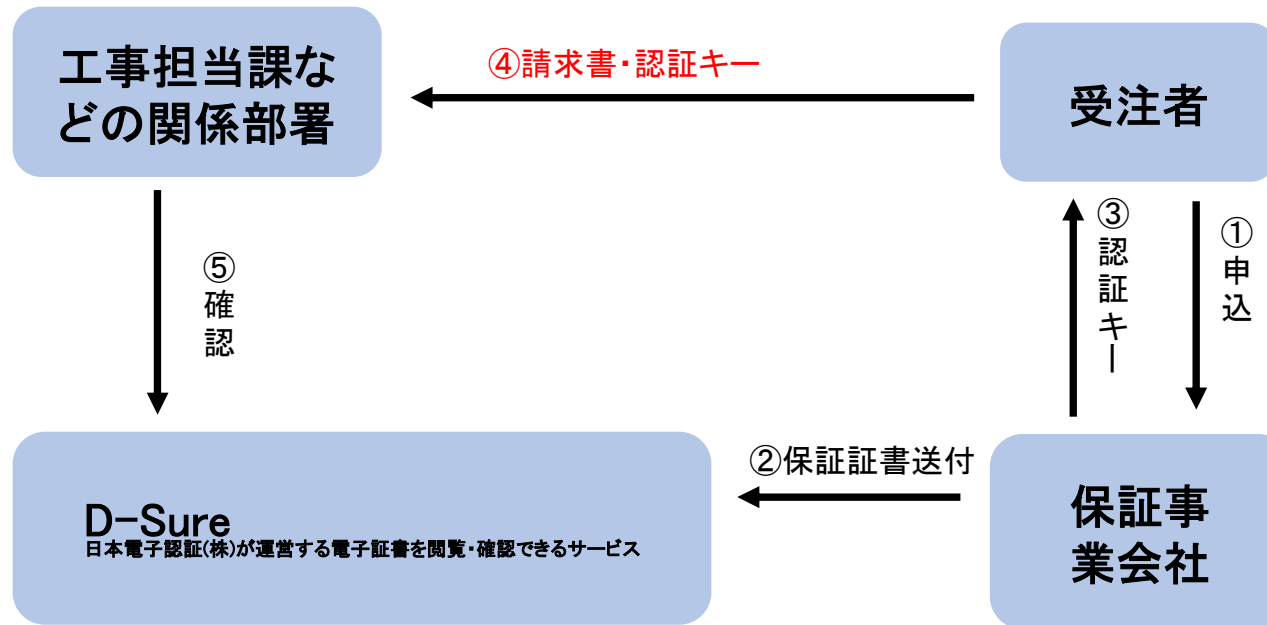 工事担当課な
どの関係部署
④請求書・認証キー
受注者
③認証キー
①申込
⑤確認
D-Sure
日本電子認証(株)が運営する電子証書を閲覧・確認できるサービス
②保証証書送付
保証事
業会社